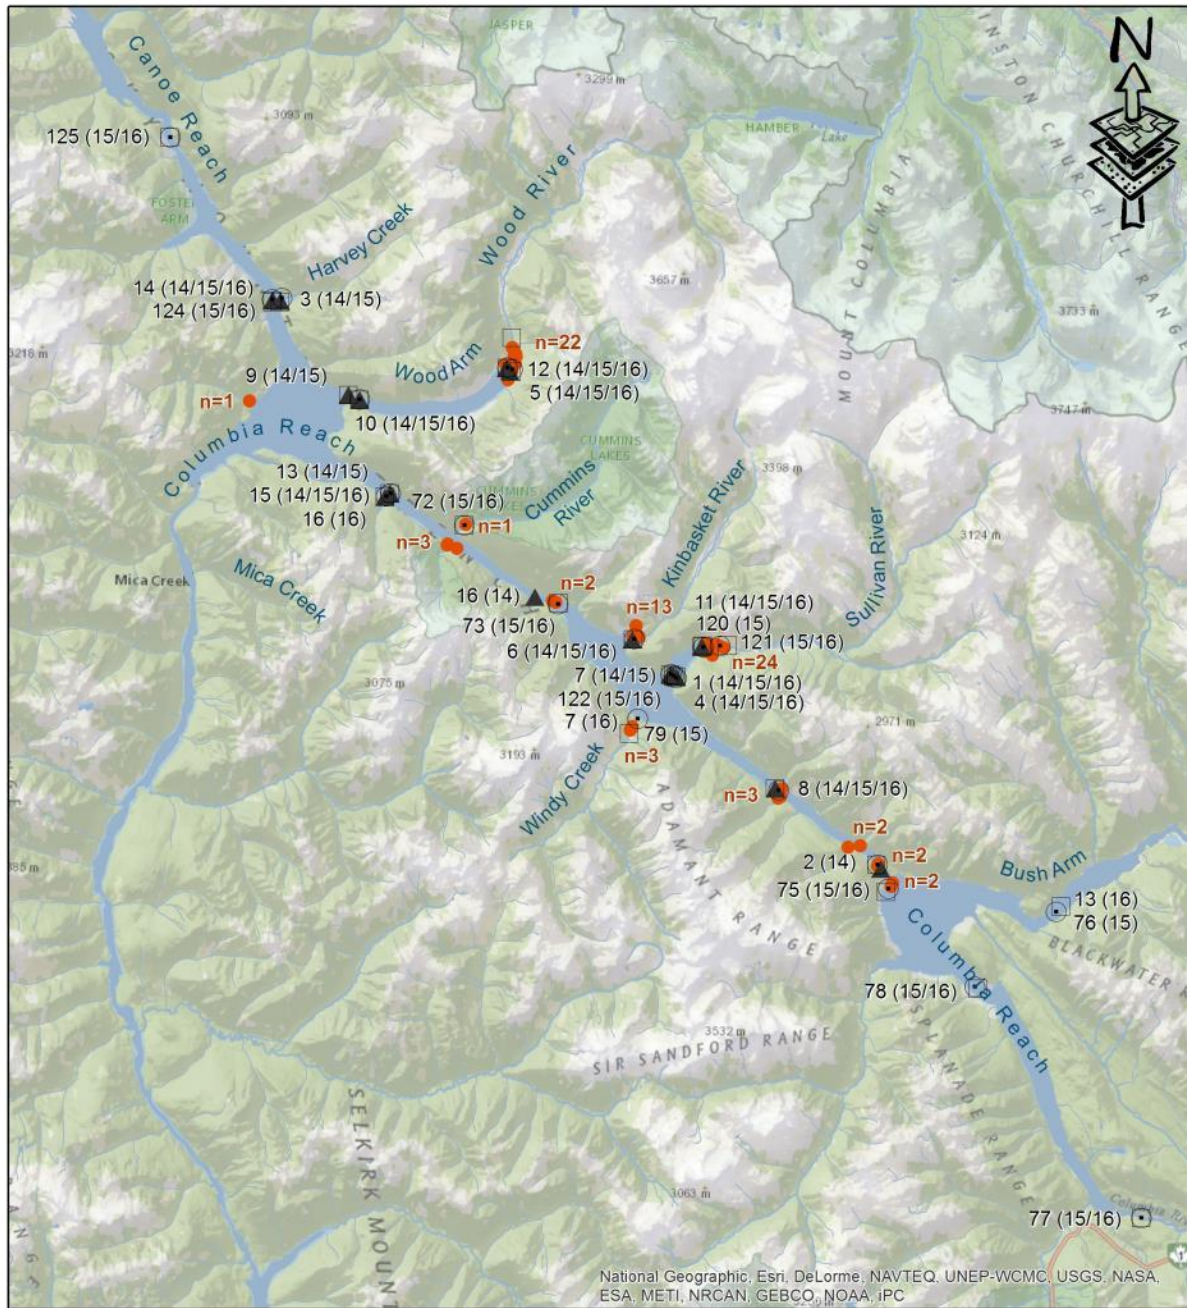 JASPER
3299 m
N
Canoe Reach
3093 m
HAMBER
Lake
125 (15/16)
Wood River
MOUNT COLUMBIA
CHURCHILL RANGE
FOSTER
ARM
Harvey Creek
3657 m
14 (14/15/16)
124 (15/16)
3 (14/15)
3733 m
3218 m
n=22
Wood Arm
12 (14/15/16)
5 (14/15/16)
9 (14/15)
n=1
10 (14/15/16)
3747 m
Columbia Reach
CUMMINS
LAKES
3398 m
13 (14/15)
15 (14/15/16)
16 (16)
72 (15/16)
CUMMINS
Cummins
River
n=1
Kinbasket River
Sullivan River
n=3
3124 m
Mica Creek
Mica Creek
16 (14)
n=2
73 (15/16)
n=13
11 (14/15/16)
120 (15)
6 (14/15/16)
121 (15/16)
n=24
3075 m
7 (14/15)
1 (14/15/16)
122 (15/16)
4 (14/15/16)
7 (16)
79 (15)
2971 m
3193 m
n=3
Windy Creek
ADAMANT RANGE
n=3
8 (14/15/16)
n=2
2 (14)
n=2
75 (15/16)
n=2
Bush Arm
13 (16)
76 (15)
Columbia Reach
BLACKWATER
78 (15/16)
3532 m
SIR SANDFORD RANGE
ESPLANADE RANGE
SELKIRK MOUNT
3063 m
77 (15/16)
1
National Geographic, Esri, DeLorme, NAVTEQ, UNEP-WCMC, USGS, NASA,
ESA, METI, NRCAN, GEBCO, NOAA, iPC